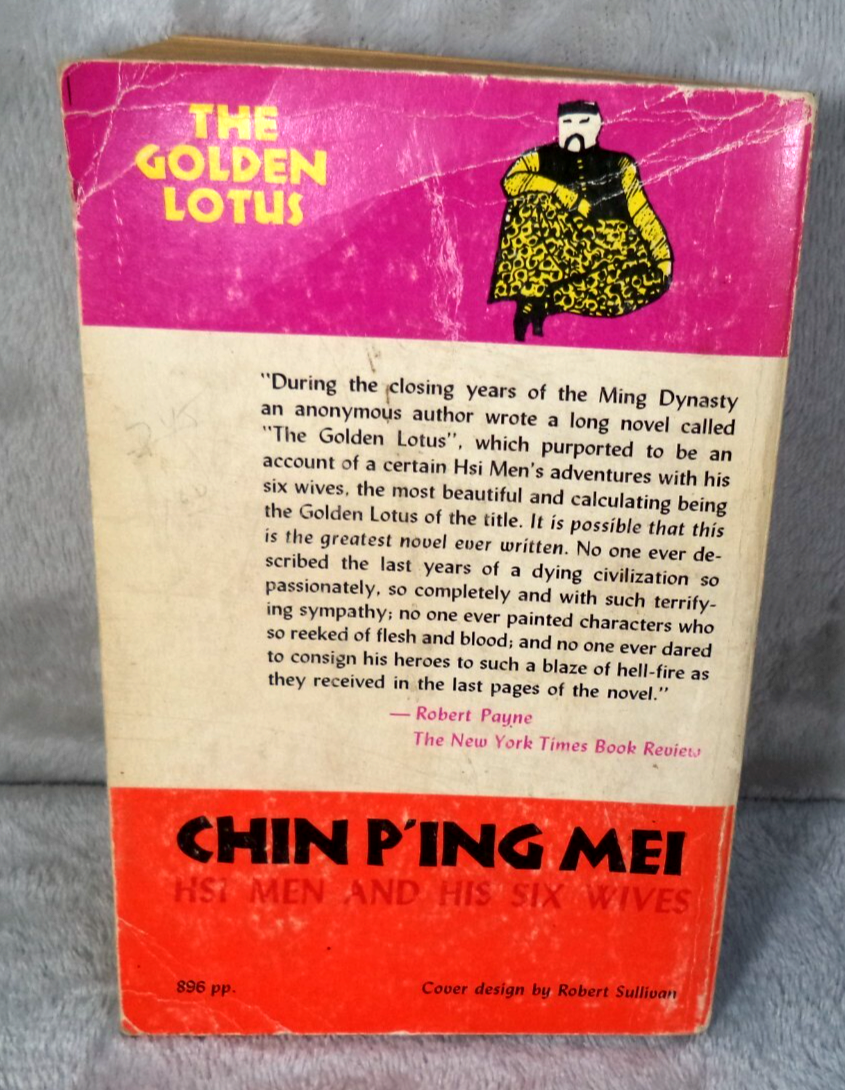 THE
GOLDEN
LOTUS
"During the closing years of the Ming Dynasty
an anonymous author wrote a long novel called
"The Golden Lotus", which purported to be an
account of a certain Hsi Men's adventures with his
six wives, the most beautiful and calculating being
the Golden Lotus of the title. It is possible that this
is the greatest novel ever written. No one ever de-
scribed the last years of a dying civilization so
passionately, so completely and with such terrify-
ing sympathy; no one ever painted characters who
so reeked of flesh and blood; and no one ever dared
to consign his heroes to such a blaze of hell-fire as
they received in the last pages of the novel."
— Robert Payne
The New York Times Book Review
CHIN P'ING MEI
HSI MEN AND HIS SIX WIVES
896 pp.
Cover design by Robert Sullivan